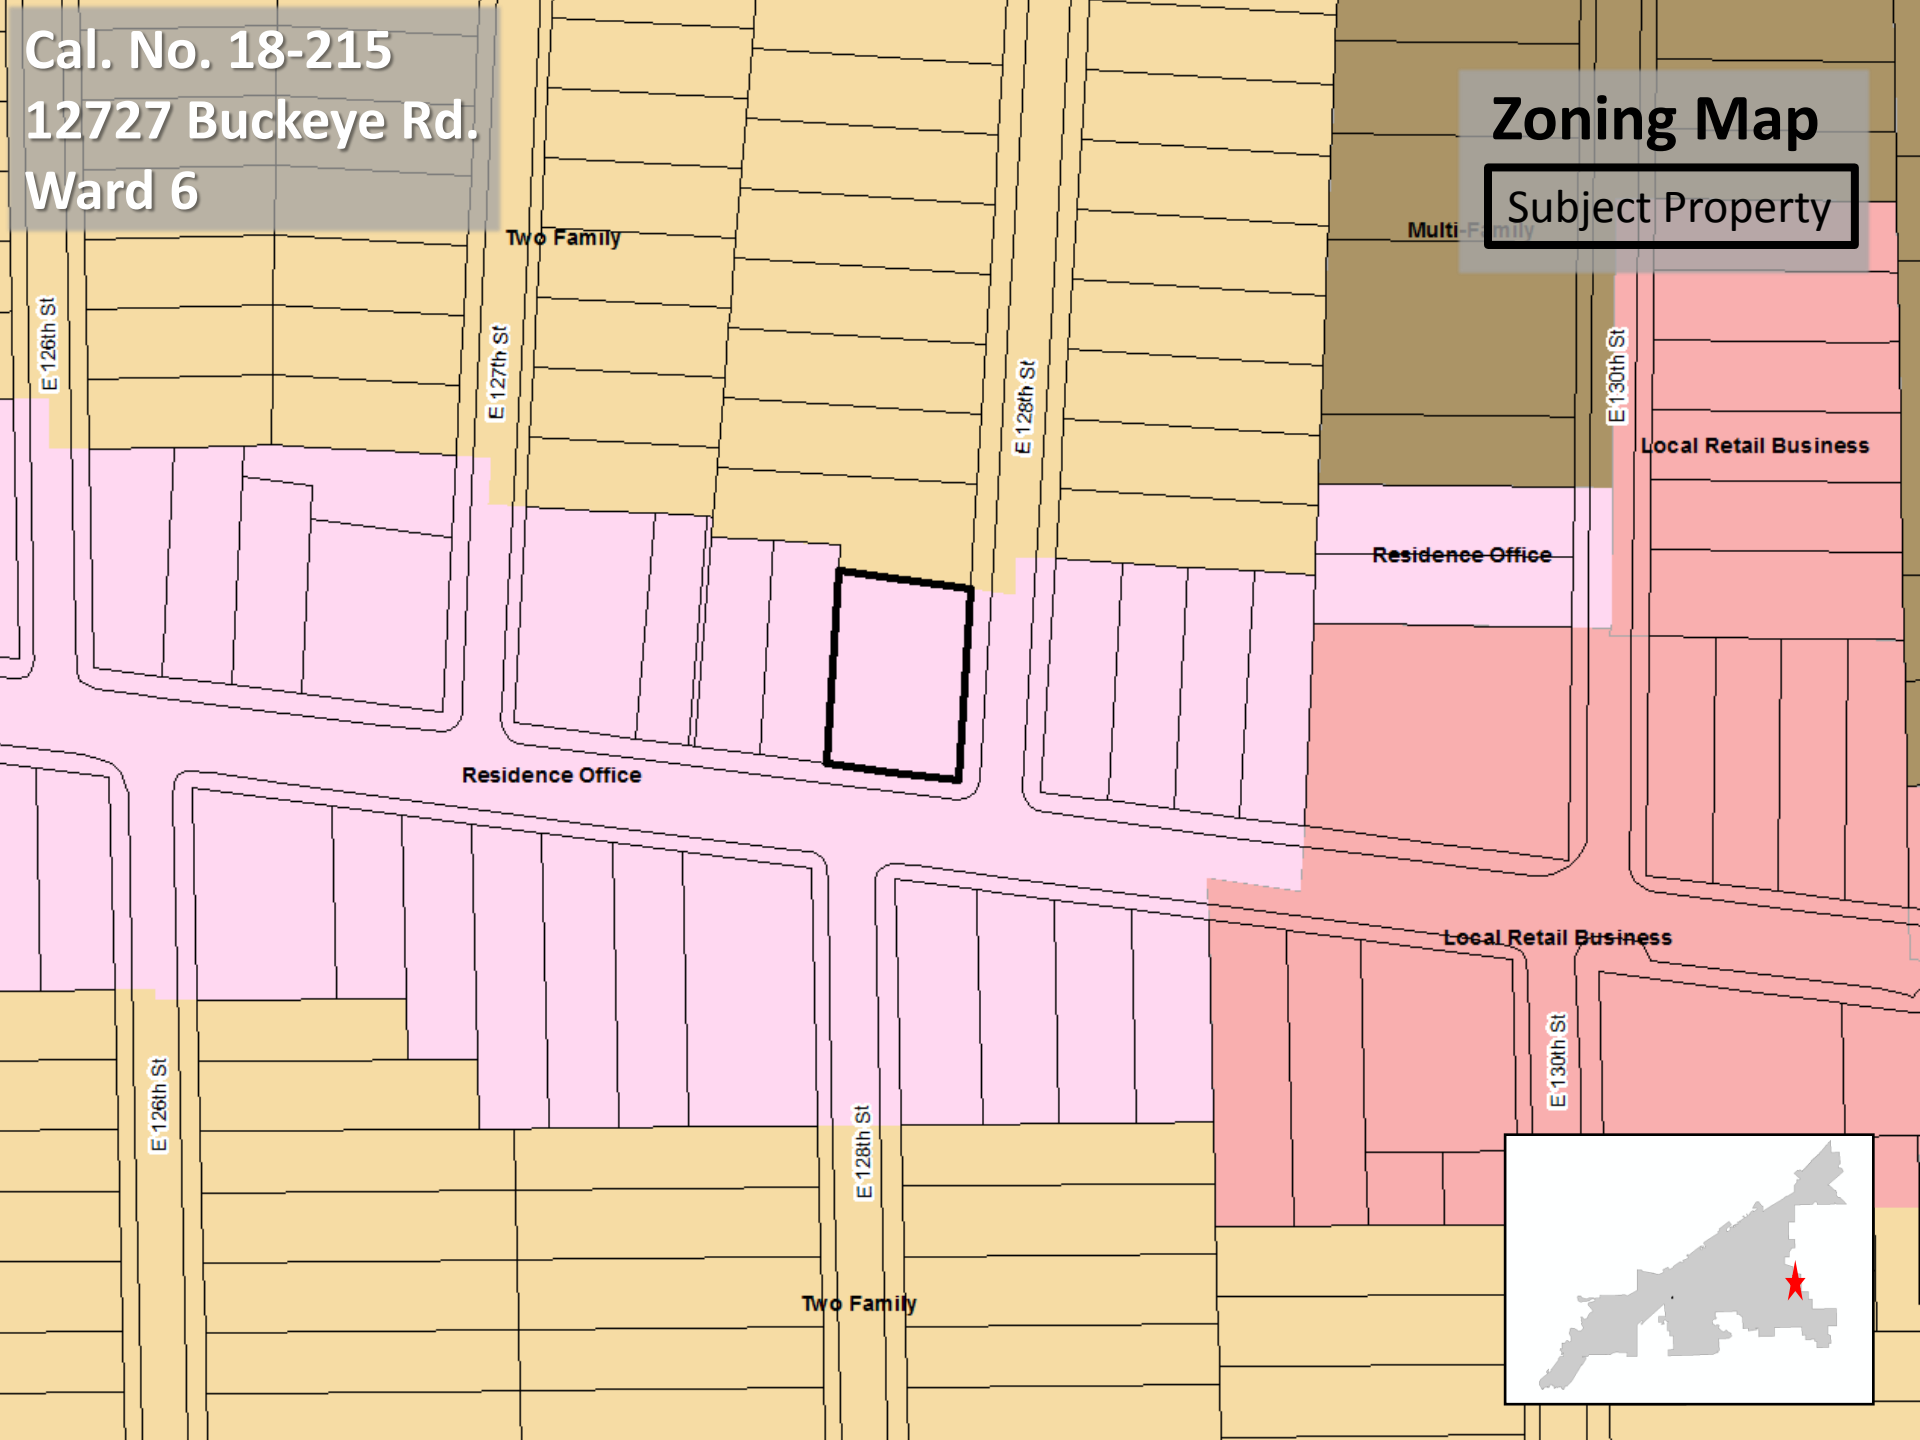 Cal. No. 18-215
12727 Buckeye Rd.
Ward 6
Zoning Map
Subject Property
Two Family
Multi-Family
E 126th St
E 127th St
E 128th St
E 130th St
Local Retail Business
Residence Office
Residence Office
Local Retail Business
E 126th St
E 128th St
E 130th St
Two Family